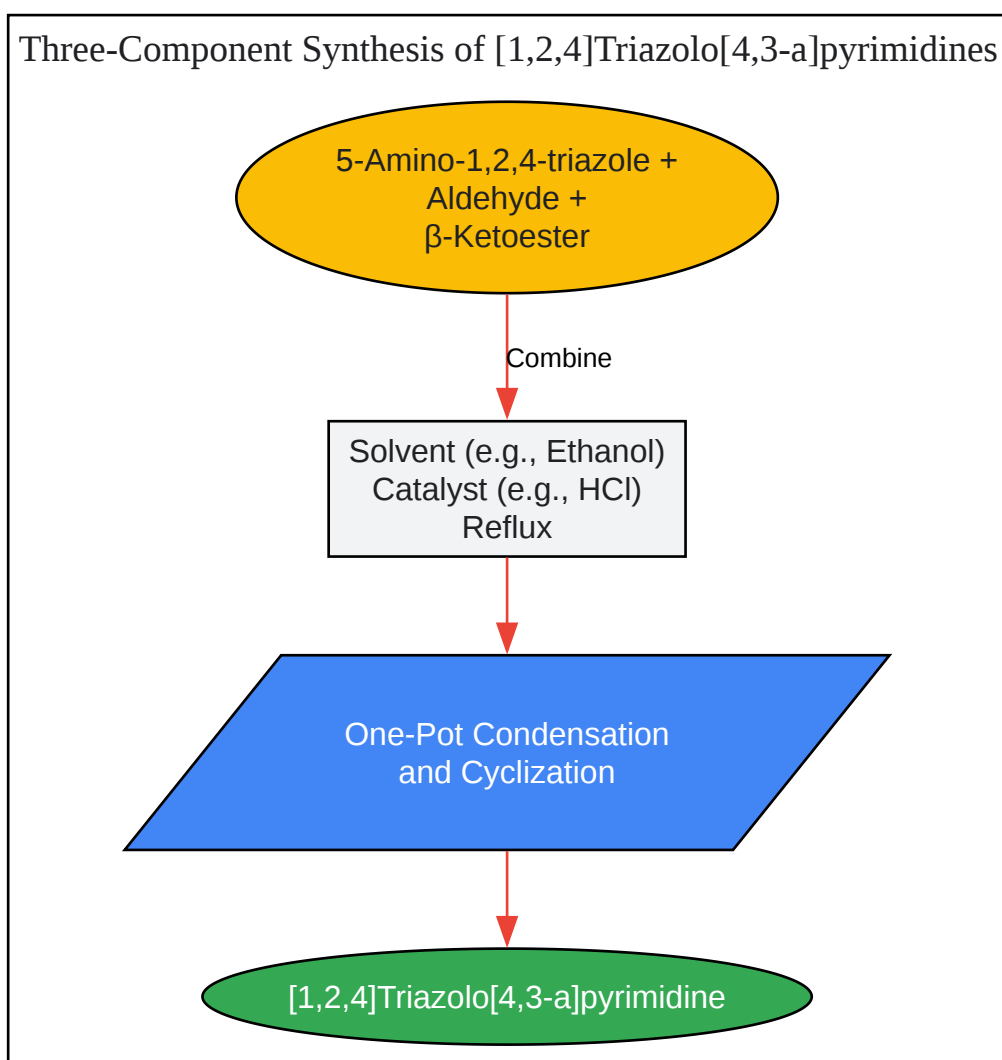 Three-Component Synthesis of [1,2,4]Triazolo[4,3-a]pyrimidines
5-Amino-1,2,4-triazole +
Aldehyde +
β-Ketoester
Combine
Solvent (e.g., Ethanol)
Catalyst (e.g., HCl)
Reflux
One-Pot Condensation
and Cyclization
[1,2,4]Triazolo[4,3-a]pyrimidine